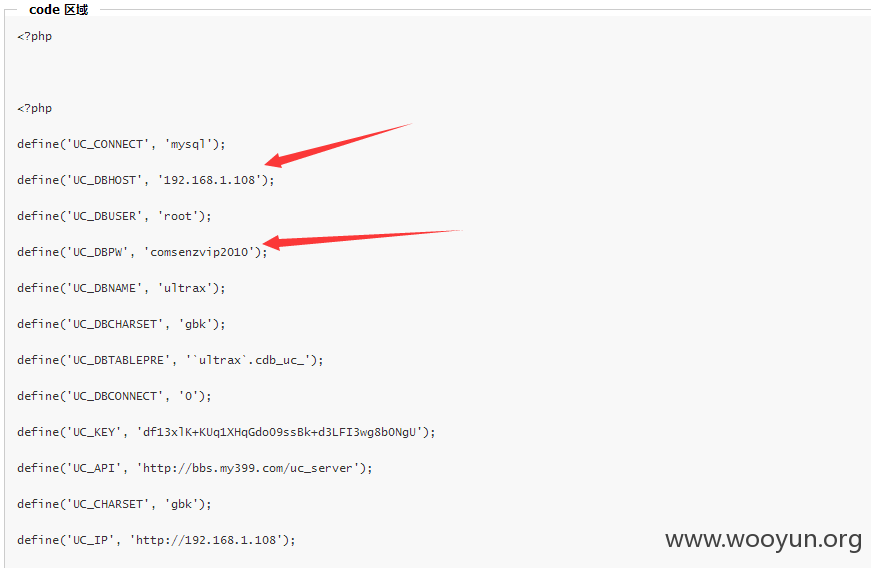 code 区域
<?php
<?php
define('UC_CONNECT', 'mysql');
define('UC_DBHOST', '192.168.1.108');
define('UC_DBUSER', 'root');
define('UC_DBPW', 'comsenzvip2010');
define('UC_DBNAME', 'ultrax');
define('UC_DBCHARSET', 'gbk');
define('UC_DBTABLEPRE', '`ultrax`.cdb_uc_');
define('UC_DBCONNECT', '0');
define('UC_KEY', 'df13xlK+KUq1XHqGdoO9ssBk+d3LFI3wg8bONgU');
define('UC_API', 'http://bbs.my399.com/uc_server');
define('UC_CHARSET', 'gbk');
define('UC_IP', 'http://192.168.1.108');
www.wooyun.org